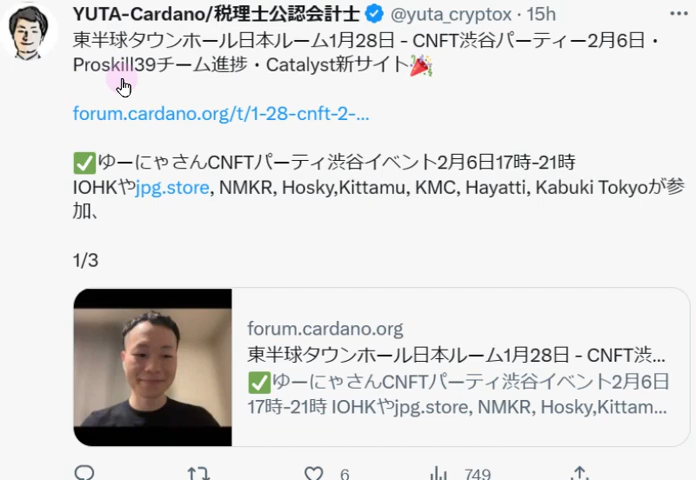 YUTA-Cardano/税理士公認会計士 @yuta_cryptox · 15h ···
東半球タウンホール日本ルーム1月28日 - CNFT渋谷パーティー2月6日・
Proskill39チーム進捗・Catalyst新サイト🎉
forum.cardano.org/t/1-28-cnft-2-...
✅ゆーにゃさんCNFTパーティ渋谷イベント2月6日17時-21時
IOHKやjpg.store, NMKR, Hosky,Kittamu, KMC, Hayatti, Kabuki Tokyoが参
加、
1/3
forum.cardano.org
東半球タウンホール日本ルーム1月28日 - CNFT渋...
✅ゆーにゃさんCNFTパーティ渋谷イベント2月6日
17時-21時 IOHKやjpg.store, NMKR, Hosky,Kittam...
6 749